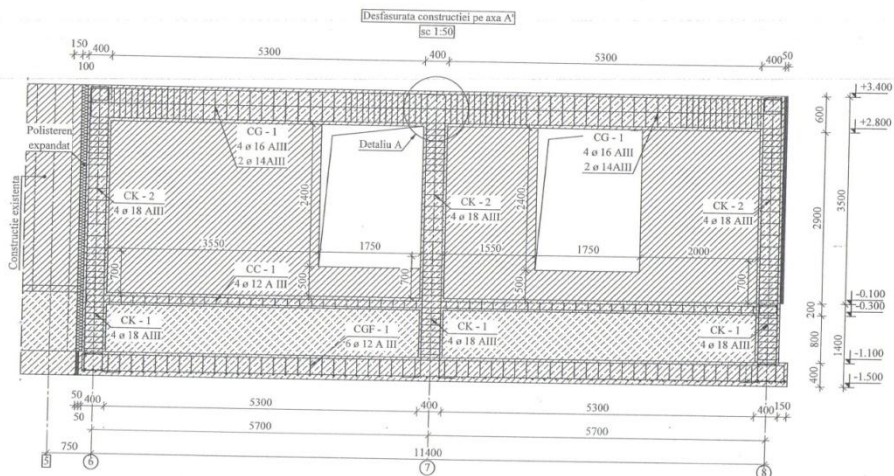 Desfasurata constructiei pe axa A'
sc 1:50
150 400 5300 400 5300 400 50
100
+3.400
600
+2.800
Polisteren
expandat
CG - 1
4 ø 16 AIII
2 ø 14AIII
Detaliu A
CG - 1
4 ø 16 AIII
2 ø 14AIII
Constructie existenta
CK - 2
4 ø 18 AIII
2400
CK - 2
4 ø 18 AIII
2400
CK - 2
4 ø 18 AIII
2900
3500
3550
1750
1550
1750
2000
700
CC - 1
4 ø 12 A III
500
700
500
700
-0.100
-0.300
200
CK - 1
4 ø 18 AIII
CGF - 1
6 ø 12 A III
CK - 1
4 ø 18 AIII
CK - 1
4 ø 18 AIII
800
1400
-1.100
400
-1.500
50 400 5300 400 5300 400 150
50
5700 5700
750 11400
5 6 7 8